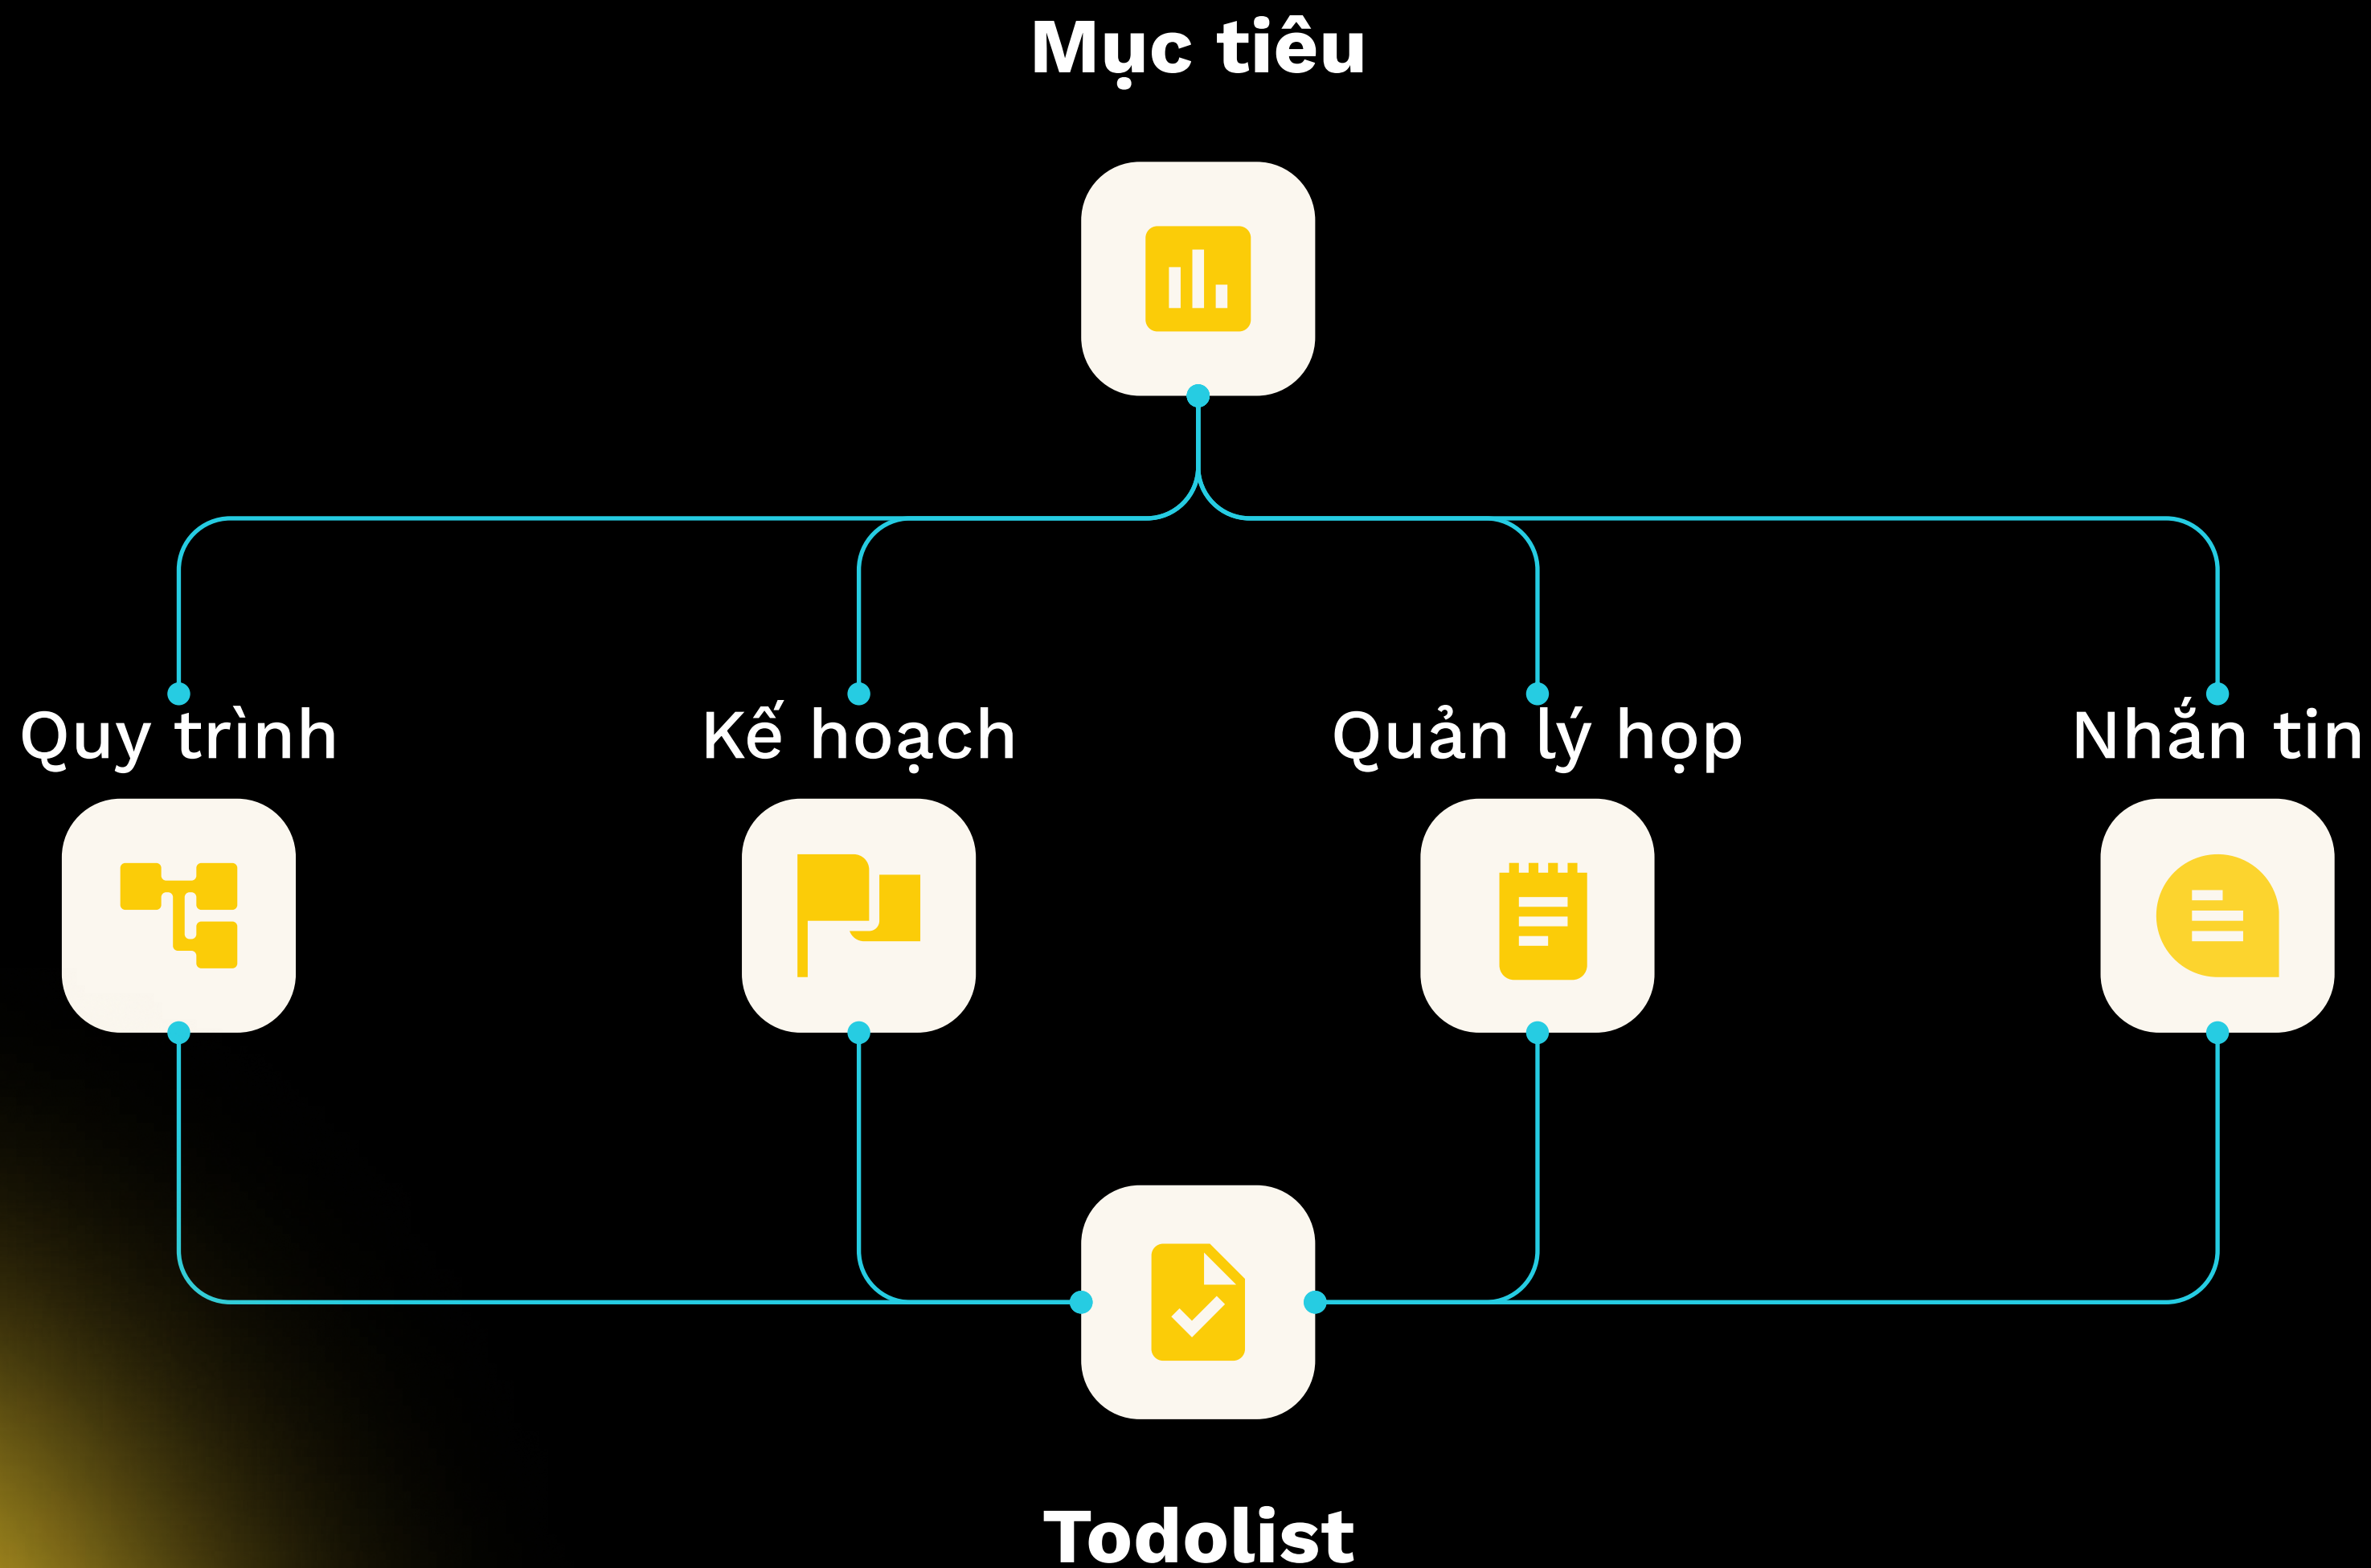 Mục tiêu
Quy trình
Kế hoạch
Quản lý họp
Nhắn tin
Todolist